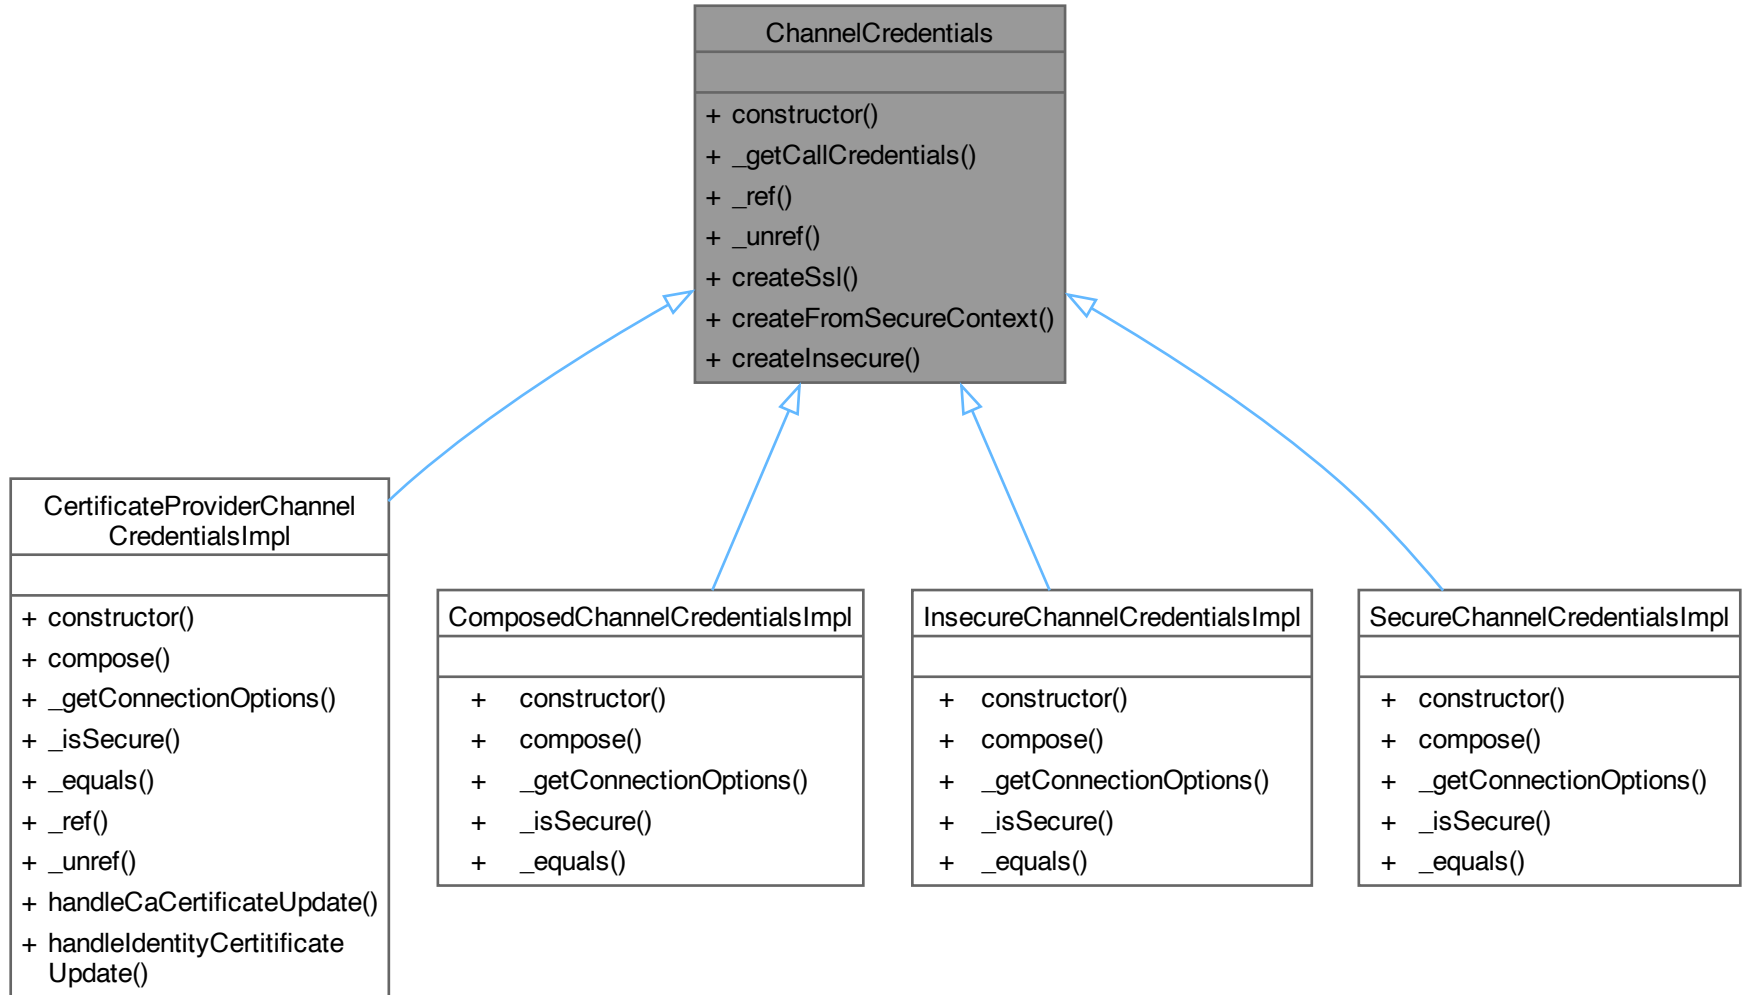 ChannelCredentials
+ constructor()
+ _getCallCredentials()
+ _ref()
+ _unref()
+ createSsl()
+ createFromSecureContext()
+ createInsecure()
CertificateProviderChannel
CredentialsImpl
+ constructor()
+ compose()
+ _getConnectionOptions()
+ _isSecure()
+ _equals()
+ _ref()
+ _unref()
+ handleCaCertificateUpdate()
+ handleIdentityCertitificate
Update()
ComposedChannelCredentialsImpl
+ constructor()
+ compose()
+ _getConnectionOptions()
+ _isSecure()
+ _equals()
InsecureChannelCredentialsImpl
+ constructor()
+ compose()
+ _getConnectionOptions()
+ _isSecure()
+ _equals()
SecureChannelCredentialsImpl
+ constructor()
+ compose()
+ _getConnectionOptions()
+ _isSecure()
+ _equals()